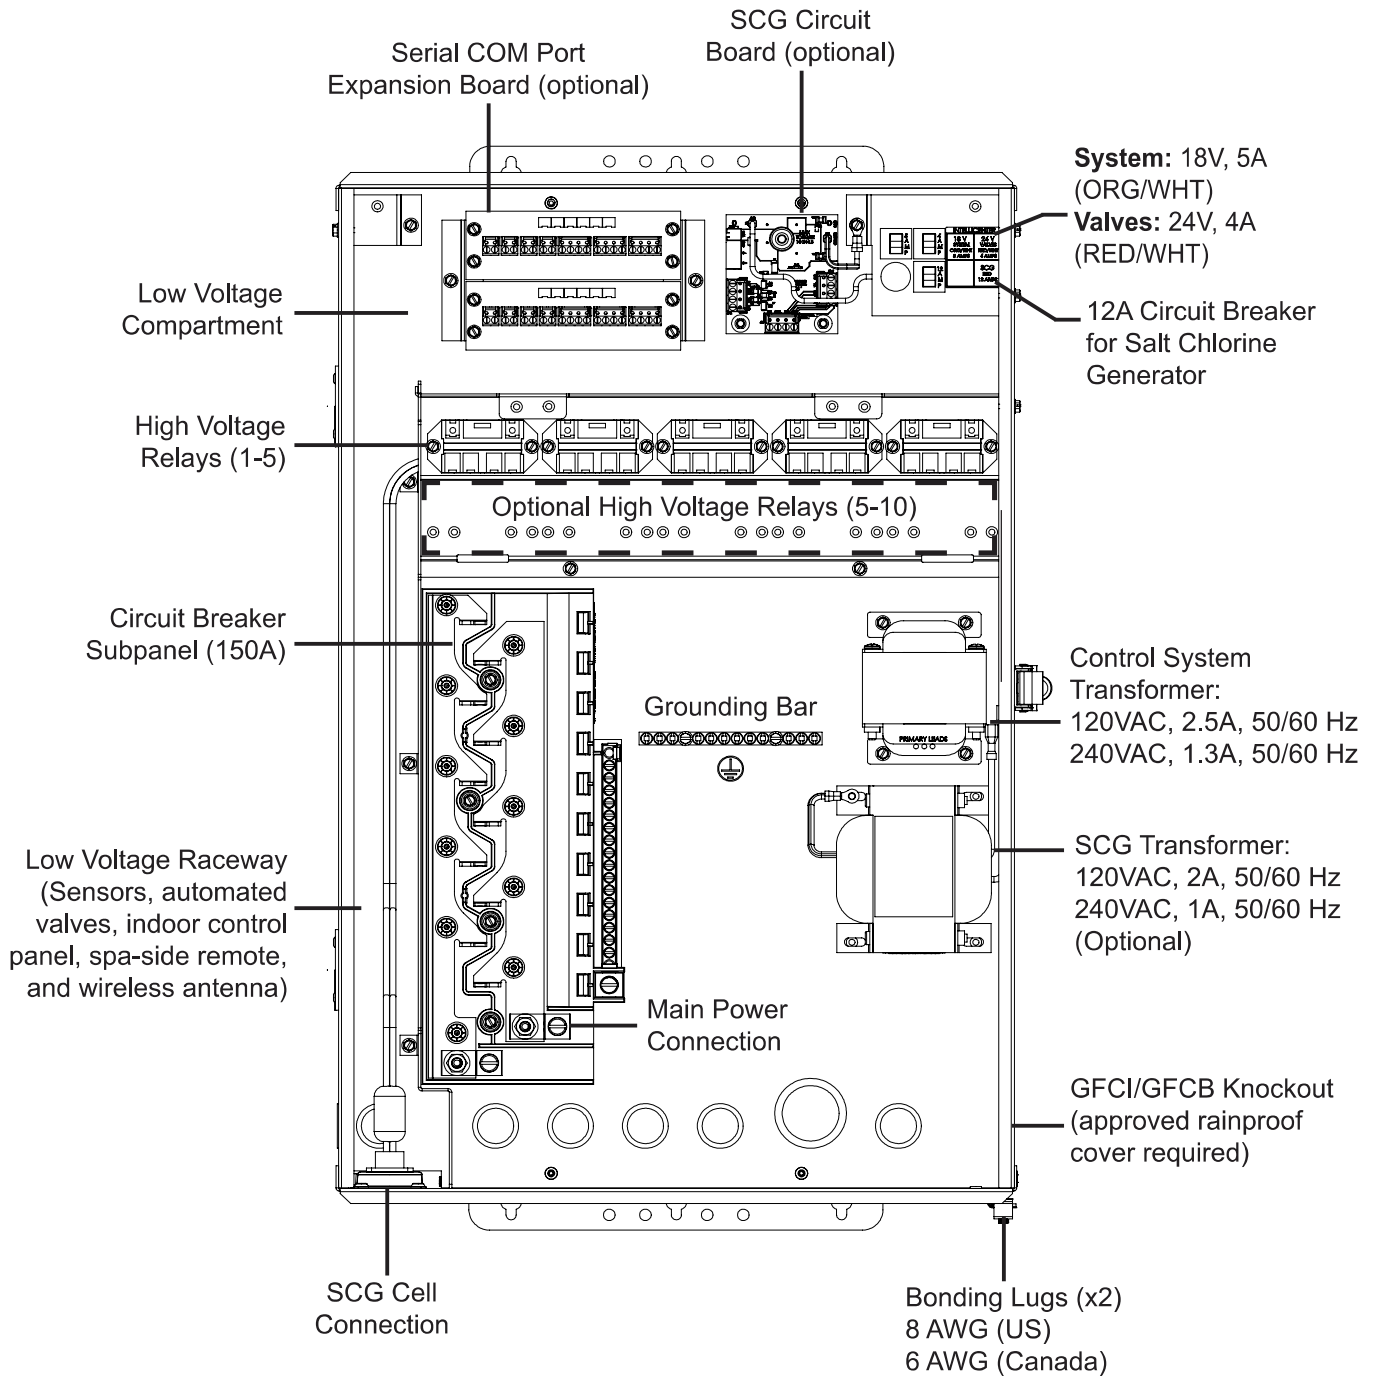 SCG Circuit
Board (optional)
Serial COM Port
Expansion Board (optional)
System: 18V, 5A
(ORG/WHT)
Valves: 24V, 4A
(RED/WHT)
Low Voltage
Compartment
12A Circuit Breaker
for Salt Chlorine
Generator
High Voltage
Relays (1-5)
Optional High Voltage Relays (5-10)
Circuit Breaker
Subpanel (150A)
Grounding Bar
PRIMARY LEADS
Control System
Transformer:
120VAC, 2.5A, 50/60 Hz
240VAC, 1.3A, 50/60 Hz
Low Voltage Raceway
(Sensors, automated
valves, indoor control
panel, spa-side remote,
and wireless antenna)
SCG Transformer:
120VAC, 2A, 50/60 Hz
240VAC, 1A, 50/60 Hz
(Optional)
Main Power
Connection
GFCI/GFCB Knockout
(approved rainproof
cover required)
SCG Cell
Connection
Bonding Lugs (x2)
8 AWG (US)
6 AWG (Canada)